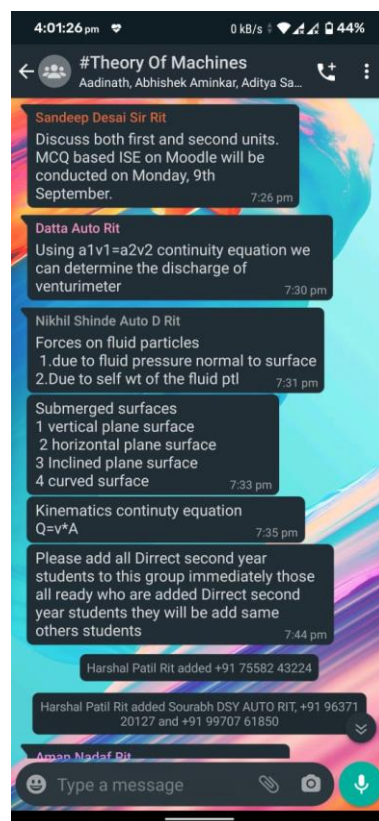 4:01:26 pm
0 kB/s
44%
#Theory Of Machines
Aadinath, Abhishek Aminkar, Aditya Sa...
Sandeep Desai Sir Rit
Discuss both first and second units.
MCQ based ISE on Moodle will be
conducted on Monday, 9th
September.
7:26 pm
Datta Auto Rit
Using a1v1=a2v2 continuity equation we
can determine the discharge of
venturimeter
7:30 pm
Nikhil Shinde Auto D Rit
Forces on fluid particles
1.due to fluid pressure normal to surface
2.Due to self wt of the fluid ptl
7:31 pm
Submerged surfaces
1 vertical plane surface
2 horizontal plane surface
3 Inclined plane surface
4 curved surface
7:33 pm
Kinematics continuty equation
Q=v*A
7:35 pm
Please add all Dirrect second year
students to this group immediately those
all ready who are added Dirrect second
year students they will be add same
others students
7:44 pm
Harshal Patil Rit added +91 75582 43224
Harshal Patil Rit added Sourabh DSY AUTO RIT, +91 96371
20127 and +91 99707 61850
Aman Nadaf Rit
Type a message